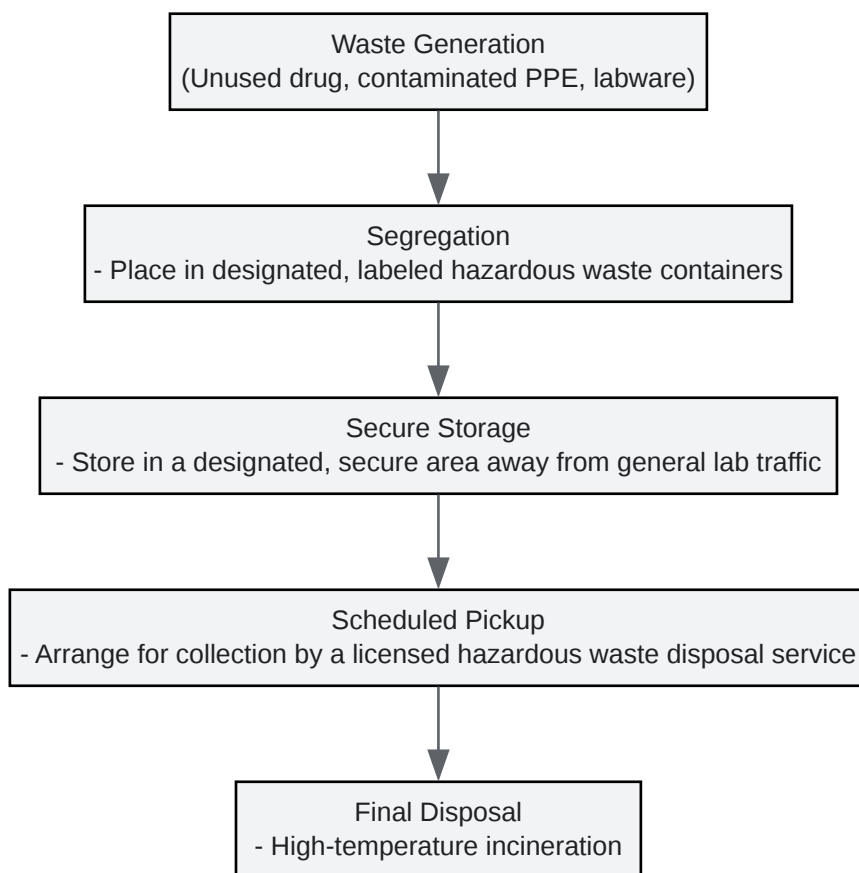 Waste Generation
(Unused drug, contaminated PPE, labware)
Segregation
- Place in designated, labeled hazardous waste containers
Secure Storage
- Store in a designated, secure area away from general lab traffic
Scheduled Pickup
- Arrange for collection by a licensed hazardous waste disposal service
Final Disposal
- High-temperature incineration